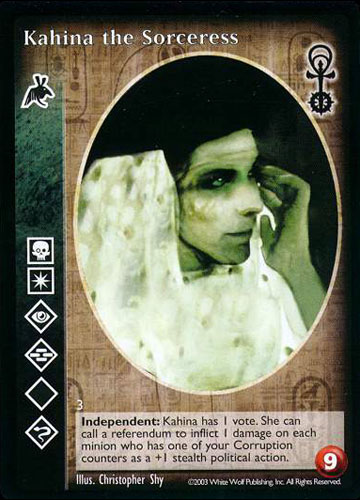 Kahina the Sorceress
3
Independent: Kahina has 1 vote. She can
call a referendum to inflict 1 damage on each
minion who has one of your Corruption
counters as a +1 stealth political action.
9
Illus. Christopher Shy
©2003 White Wolf Publishing, Inc. All Rights Reserved.